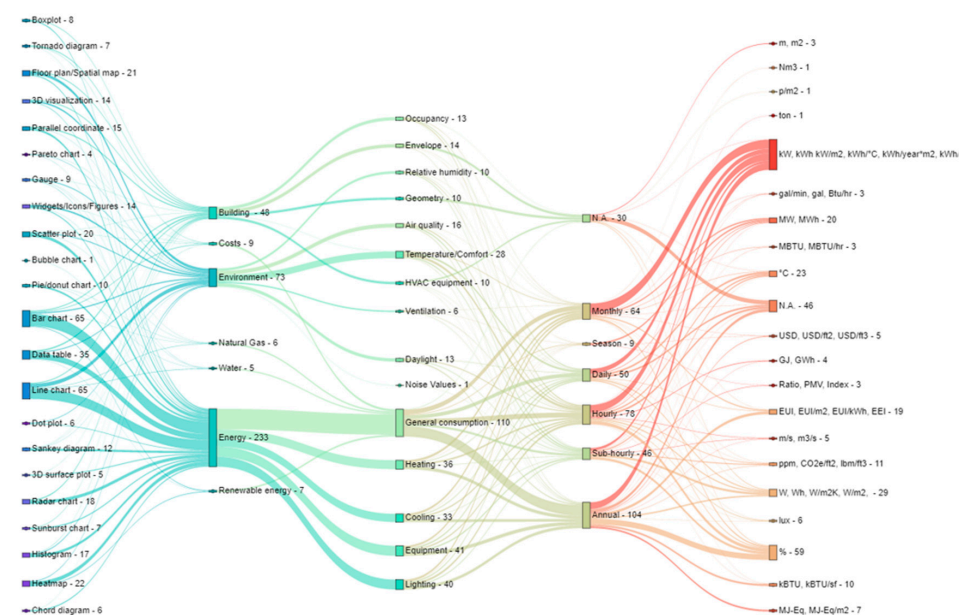 Boxplot - 8
Tornado diagram - 7
Floor plan/Spatial map - 21
3D visualization - 14
Parallel coordinate - 15
Pareto chart - 4
Gauge - 9
Widgets/Icons/Figures - 14
Scatter plot - 20
Bubble chart - 1
Pie/donut chart - 10
Bar chart - 65
Data table - 35
Line chart - 65
Dot plot - 6
Sankey diagram - 12
3D surface plot - 5
Radar chart - 18
Sunburst chart - 7
Histogram - 17
Heatmap - 22
Chord diagram - 6
Building - 48
Costs - 9
Environment - 73
Natural Gas - 6
Water - 5
Energy - 233
Renewable energy - 7
Occupancy - 13
Envelope - 14
Relative humidity - 10
Geometry - 10
Air quality - 16
Temperature/Comfort - 28
HVAC equipment - 10
Ventilation - 6
Daylight - 13
Noise Values - 1
General consumption - 110
Heating - 36
Cooling - 33
Equipment - 41
Lighting - 40
N.A. - 30
Monthly - 64
Season - 9
Daily - 50
Hourly - 78
Sub-hourly - 46
Annual - 104
m, m2 - 3
Nm3 - 1
p/m2 - 1
ton - 1
kW, kWh kW/m2, kWh/°C, kWh/year*m2, kWh/
gal/min, gal, Btu/hr - 3
MW, MWh - 20
MBTU, MBTU/hr - 3
°C - 23
N.A. - 46
USD, USD/ft2, USD/ft3 - 5
GJ, GWh - 4
Ratio, PMV, Index - 3
EUI, EUI/m2, EUI/kWh, EEI - 19
m/s, m3/s - 5
ppm, CO2e/ft2, lbm/ft3 - 11
W, Wh, W/m2K, W/m2, - 29
lux - 6
% - 59
kBTU, kBTU/sf - 10
MJ-Eq, MJ-Eq/m2 - 7